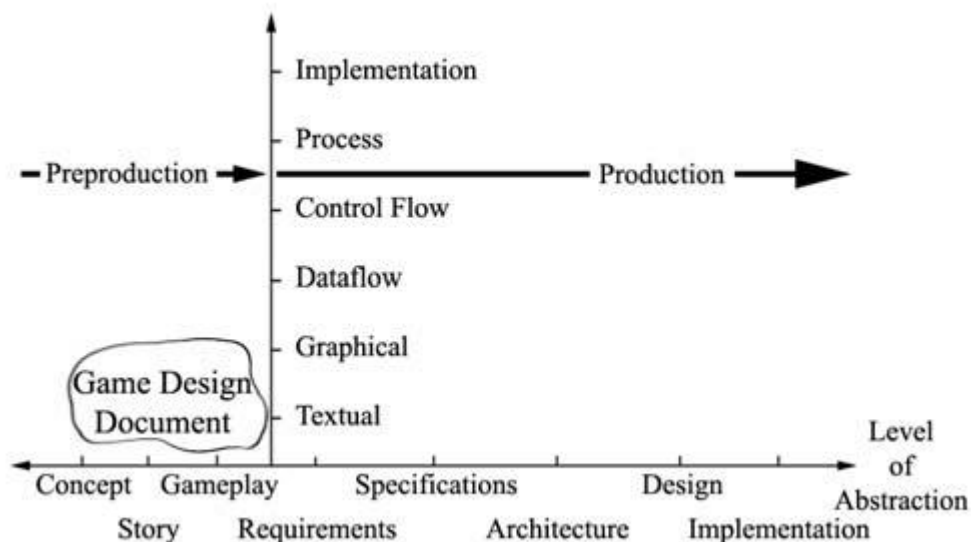 Implementation
Process
Preproduction
Production
Control Flow
Dataflow
Graphical
Game Design
Document
Textual
Level
of
Abstraction
Concept
Gameplay
Specifications
Design
Story
Requirements
Architecture
Implementation